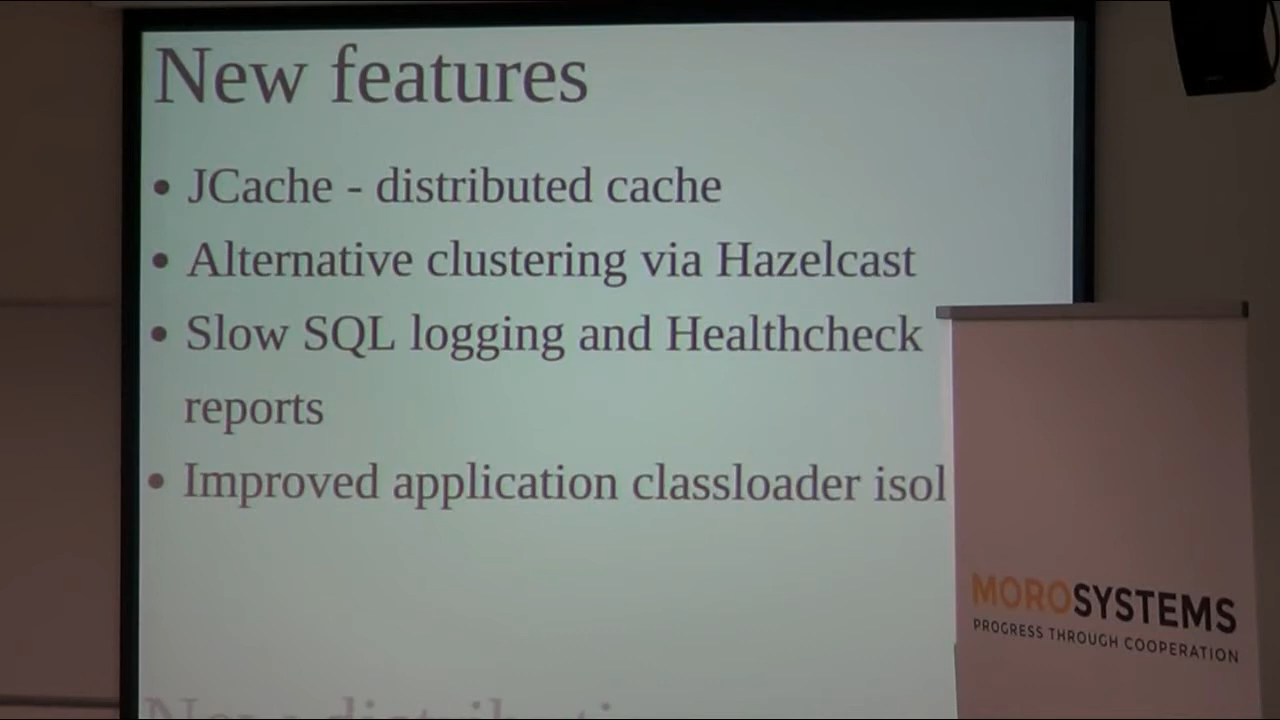 New features
• JCache - distributed cache
• Alternative clustering via Hazelcast
• Slow SQL logging and Healthcheck
reports
• Improved application classloader isol
MOROSYSTEMS
PROGRESS THROUGH COOPERATION